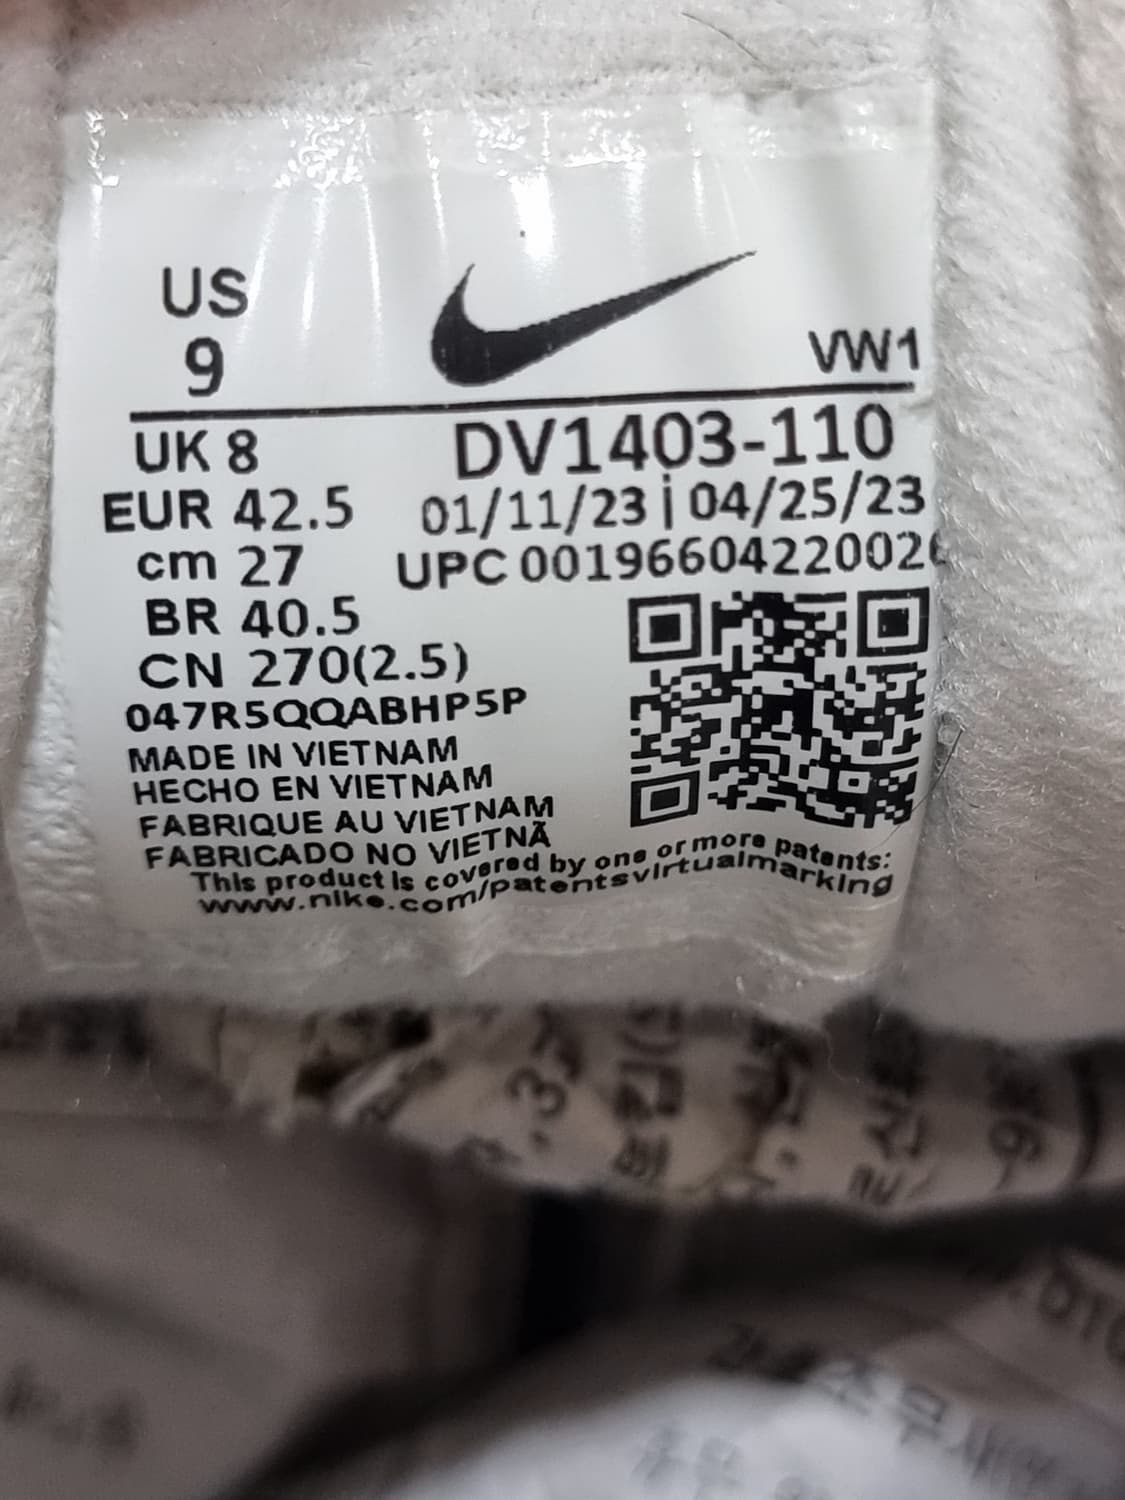 US
9
VW1
UK 8
DV1403-110
EUR 42.5
01/11/23 | 04/25/23
cm 27
UPC 00196604220026
BR 40.5
CN 270(2.5)
047R5QQABHP5P
MADE IN VIETNAM
HECHO EN VIETNAM
FABRIQUE AU VIETNAM
FABRICADO NO VIETNÃ
This product is covered by one or more patents:
www.nike.com/patentsvirtualmarking